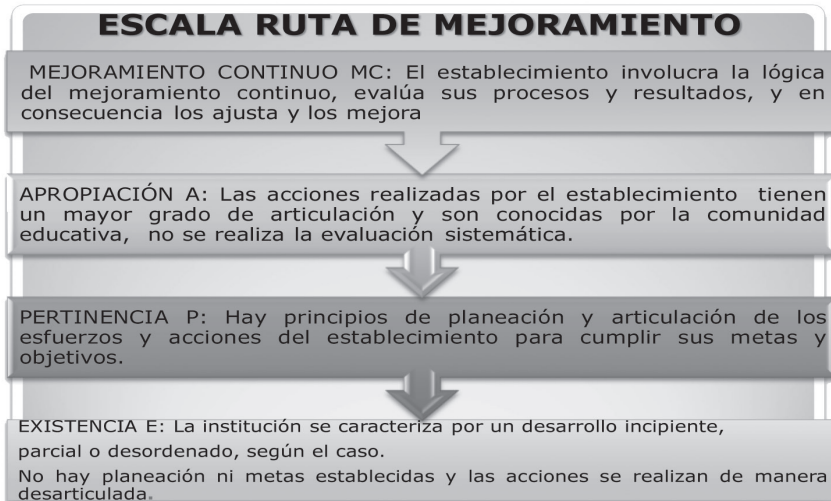 ESCALA RUTA DE MEJORAMIENTO
MEJORAMIENTO CONTINUO MC: El establecimiento involucra la lógica
del mejoramiento continuo, evalúa sus procesos y resultados, y en
consecuencia los ajusta y los mejora
APROPIACIÓN A: Las acciones realizadas por el establecimiento tienen
un mayor grado de articulación y son conocidas por la comunidad
educativa, no se realiza la evaluación sistemática.
PERTINENCIA P: Hay principios de planeación y articulación de los
esfuerzos y acciones del establecimiento para cumplir sus metas y
objetivos.
EXISTENCIA E: La institución se caracteriza por un desarrollo incipiente,
parcial o desordenado, según el caso.
No hay planeación ni metas establecidas y las acciones se realizan de manera
desarticulada.